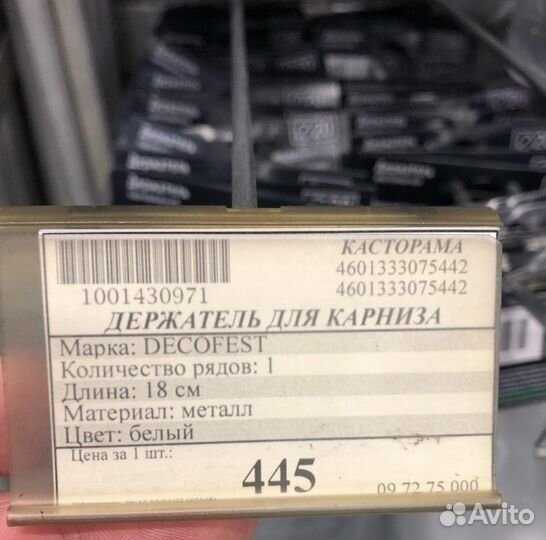 КАСТОРАМА
4601333075442
4601333075442
1001430971
ДЕРЖАТЕЛЬ ДЛЯ КАРНИЗА
Марка: DECOFEST
Количество рядов: 1
Длина: 18 см
Материал: металл
Цвет: белый
Цена за 1 шт.:
445
09.72.75.000
Avito